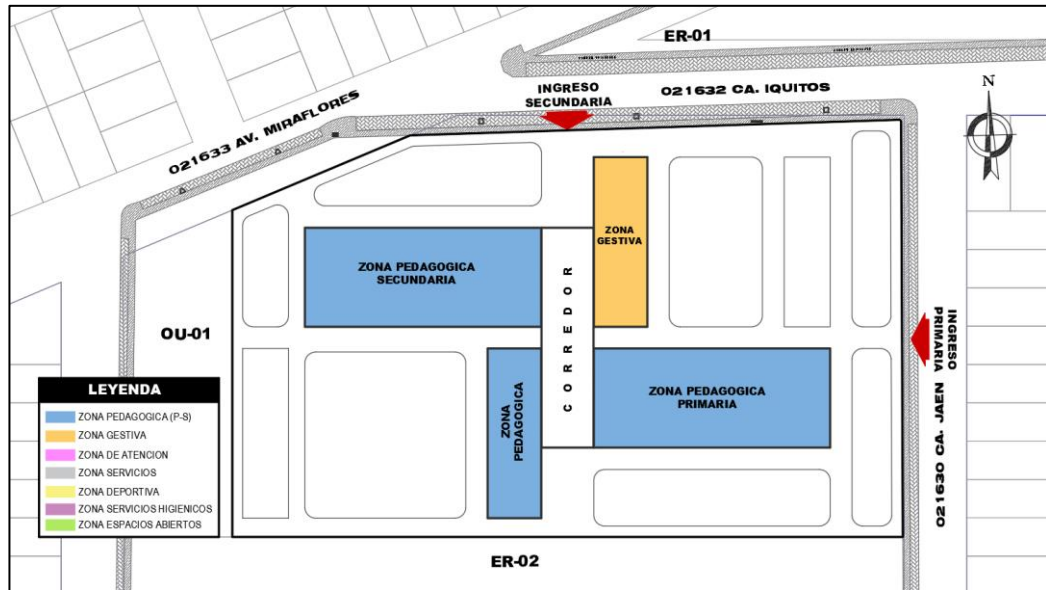 ER-01
INGRESO
SECUNDARIA
021632 CA. IQUITOS
021633 AV. MIRAFLORES
N
ZONA
GESTIVA
ZONA PEDAGOGICA
SECUNDARIA
CORREDOR
OU-01
INGRESO
PRIMARIA
021630 CA. JAEN
ZONA
PEDAGOGICA
ZONA PEDAGOGICA
PRIMARIA
LEYENDA
ZONA PEDAGOGICA (P-S)
ZONA GESTIVA
ZONA DE ATENCION
ZONA SERVICIOS
ZONA DEPORTIVA
ZONA SERVICIOS HIGIENICOS
ZONA ESPACIOS ABIERTOS
ER-02